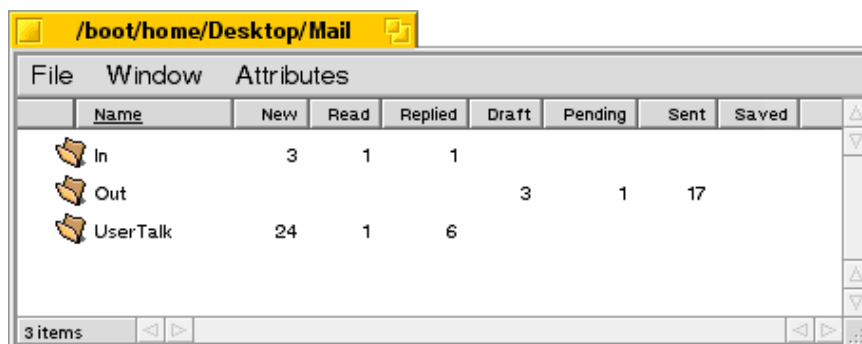 /boot/home/Desktop/Mail
File Window Attributes
Name New Read Replied Draft Pending Sent Saved
In 3 1 1
Out 3 1 17
UserTalk 24 1 6
3 items